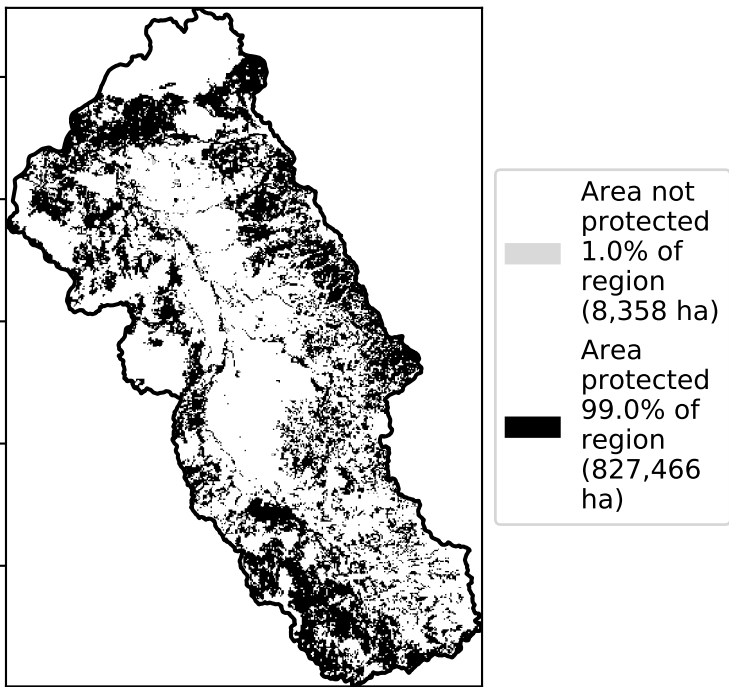 Area not
protected
1.0% of
region
(8,358 ha)
Area
protected
99.0% of
region
(827,466
ha)